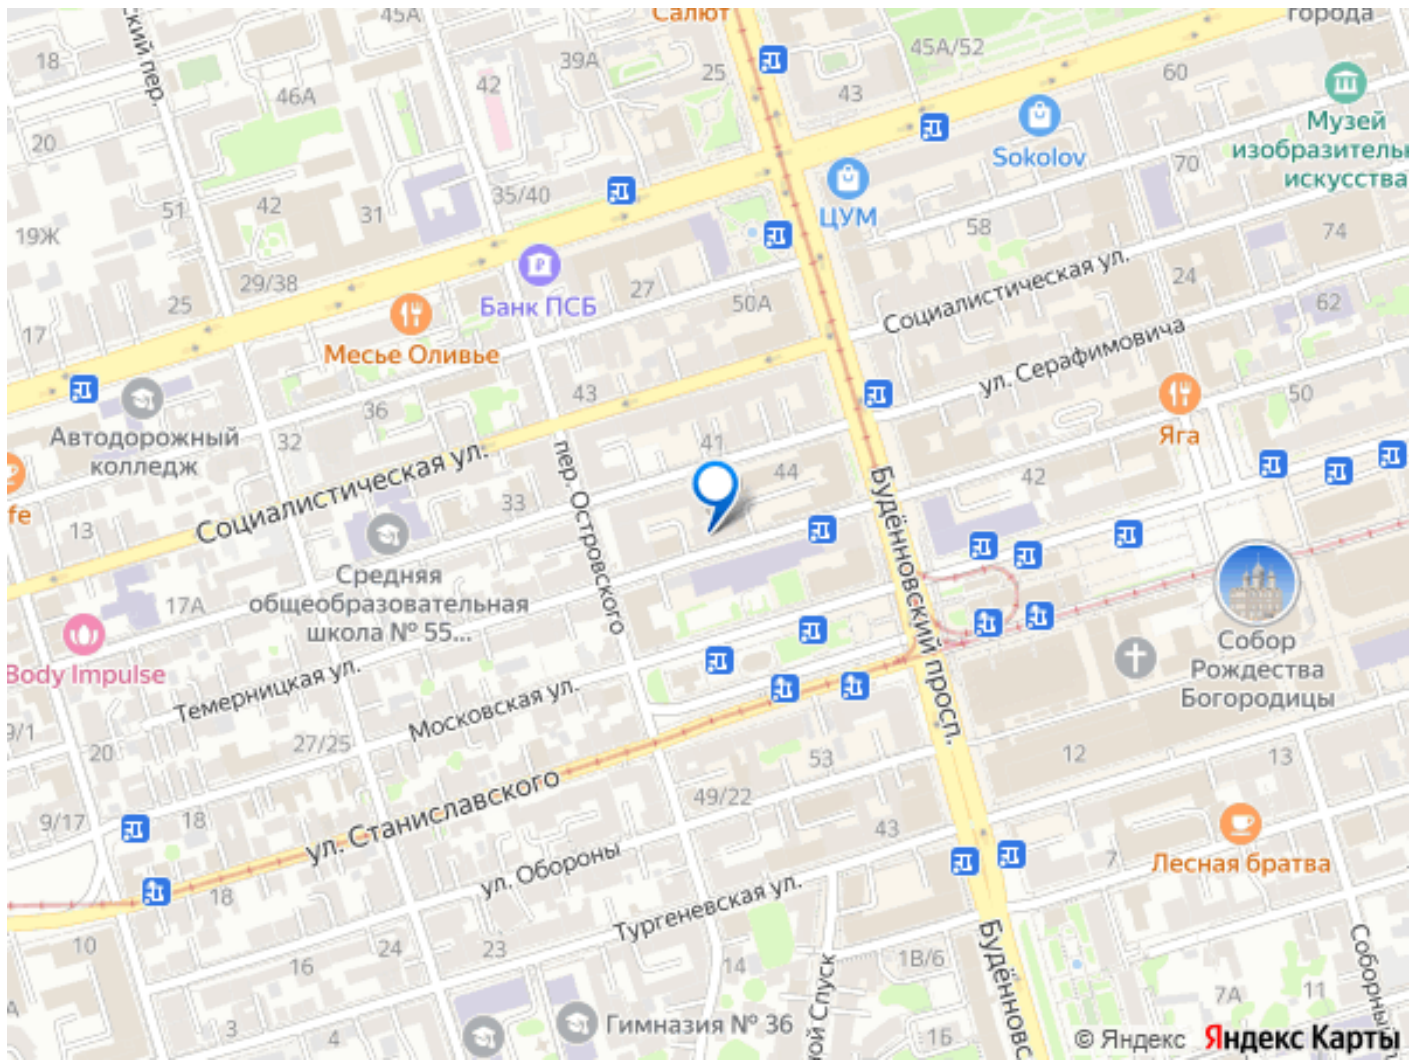 45А
Салют
города
ский пер.
18
39А
42
25
45А/52
60
46А
43
Музей
изобразитель
искусства
20
Sokolov
70
51
42
31
35/40
ЦУМ
19Ж
58
74
29/38
25
Банк ПСБ
27
50А
Социалистическая ул.
24
62
17
Месье Оливье
ул. Серафимовича
36
43
50
Автодорожный
колледж
32
41
Яга
пер. Островского
44
42
fe
13
Социалистическая ул.
33
Будённовский просп.
Средняя
общеобразовательная
школа № 55...
17А
Собор
Рождества
Богородицы
Body Impulse
Темерницкая ул.
Московская ул.
9/1
20
27/25
53
12
13
49/22
9/17
18
ул. Станиславского
43
7
Лесная братва
ул. Обороны
18
Тургеневская ул.
10
24
23
16
14
1В/6
Будённовс
Соборный
ной Спуск
7А
11
А
3
4
Гимназия № 36
16
© Яндекс Яндекс Карты